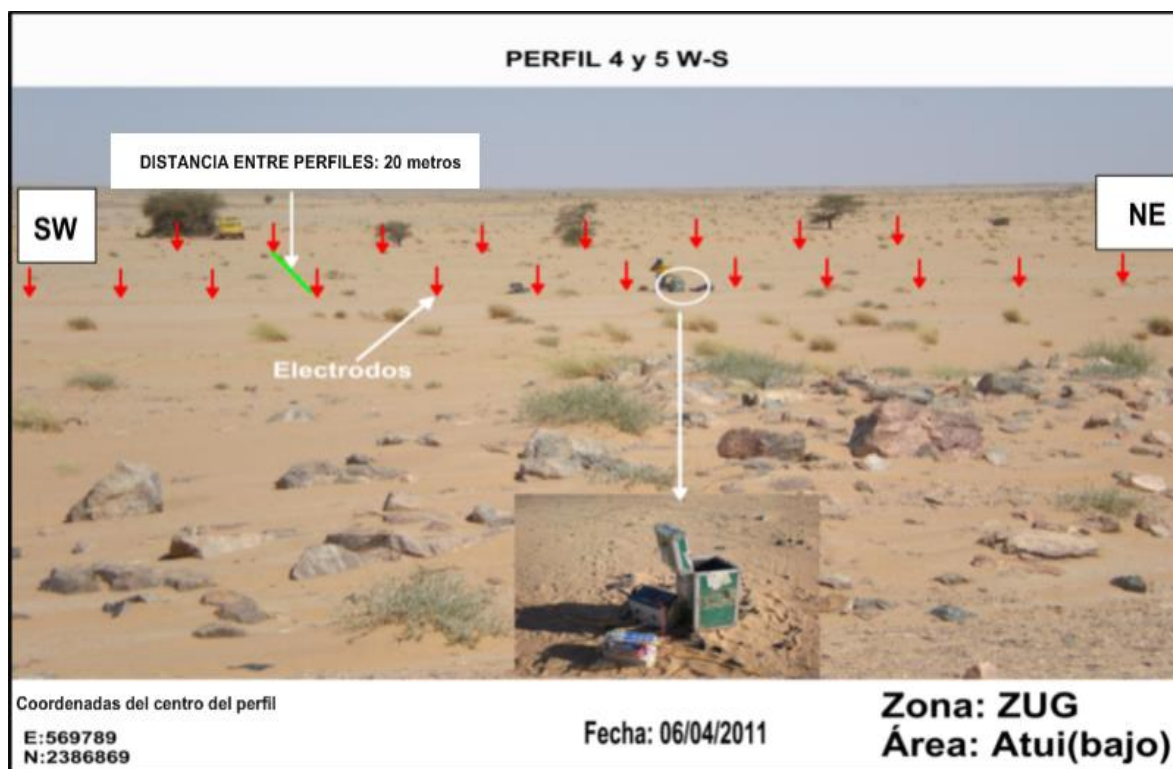 PERFIL 4 y 5 W-S
DISTANCIA ENTRE PERFILES: 20 metros
SW
NE
Electrodos
Coordenadas del centro del perfil
E:569789
N:2386869
Fecha: 06/04/2011
Zona: ZUG
Área: Atui(bajo)